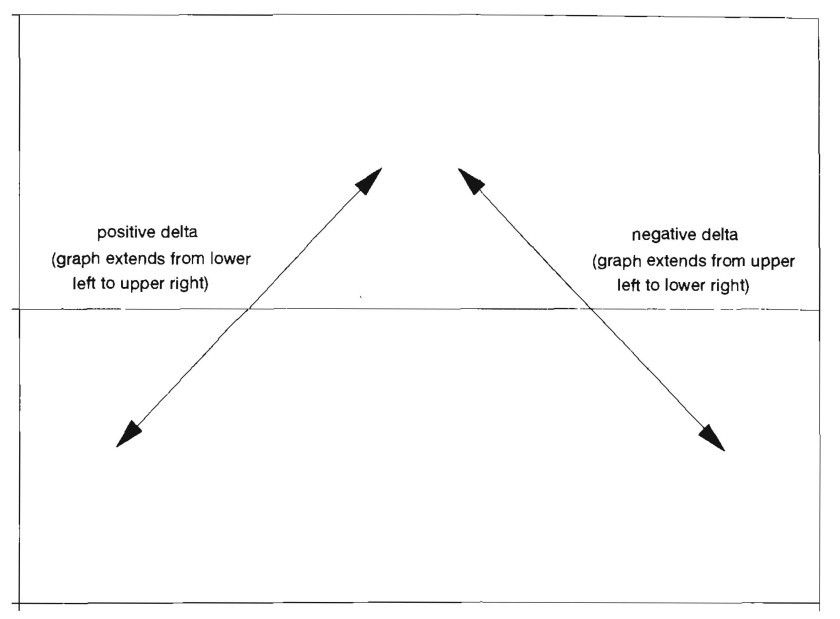 positive delta
(graph extends from lower
left to upper right)
negative delta
(graph extends from upper
left to lower right)